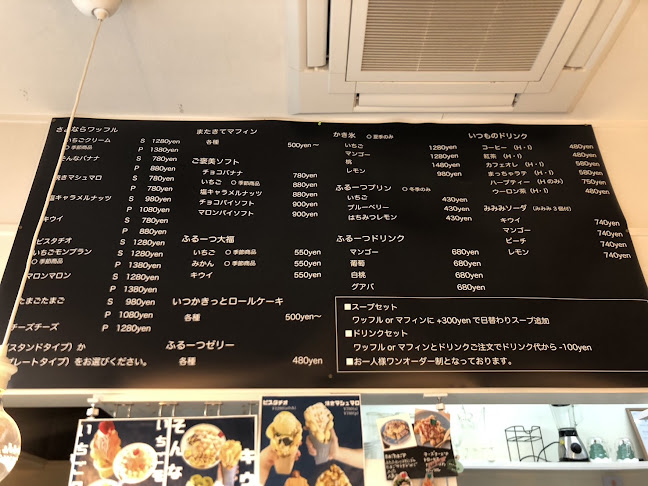 さよならワッフル
いちごクリーム S 1280yen
○季節商品 P 1380yen
そんなバナナ S 780yen
P 880yen
焼きマシュマロ S 780yen
P 880yen
塩キャラメルナッツ S 980yen
P 1080yen
キウイ S 780yen
P 880yen
ピスタチオ S 1280yen
いちごモンブラン S 1280yen
○季節商品 P 1380yen
マロンマロン S 1280yen
P 1380yen
たまごたまご S 980yen
P 1080yen
チーズチーズ P 1280yen
スタンドタイプ）か
プレートタイプ）をお選びください。
またきてマフィン
各種 500yen～
ご褒美ソフト
チョコバナナ 780yen
いちご ○季節商品 880yen
塩キャラメルナッツ 880yen
チョコパイソフト 900yen
マロンパイソフト 900yen
ふるーつ大福
いちご ○季節商品 550yen
みかん ○季節商品 550yen
キウイ 550yen
いつかきっとロールケーキ
各種 500yen～
ふるーつゼリー
各種 480yen
かき氷 ○夏季のみ
いちご 1280yen
マンゴー 1280yen
桃 1480yen
レモン 980yen
ふるーつプリン ○冬季のみ
いちご 430yen
ブルーベリー 430yen
はちみつレモン 430yen
ふるーつドリンク
マンゴー 680yen
葡萄 680yen
白桃 680yen
グアバ 680yen
いつものドリンク
コーヒー（H・I） 480yen
紅茶（H・I） 480yen
カフェオレ（H・I） 580yen
まっちゃラテ（H・I） 580yen
ハーブティー（Hのみ） 750yen
ウーロン茶（H・I） 480yen
みみみソーダ（みみみ3個付）
キウイ 740yen
マンゴー 740yen
ピーチ 740yen
レモン 740yen
■スープセット
ワッフル or マフィンに +300yen で日替わりスープ追加
■ドリンクセット
ワッフル or マフィンとドリンクご注文でドリンク代から -100yen
■お一人様ワンオーダー制となっております。
いちご
いちご
そんな
キウ
ピスタチオ
焼きマシュマロ